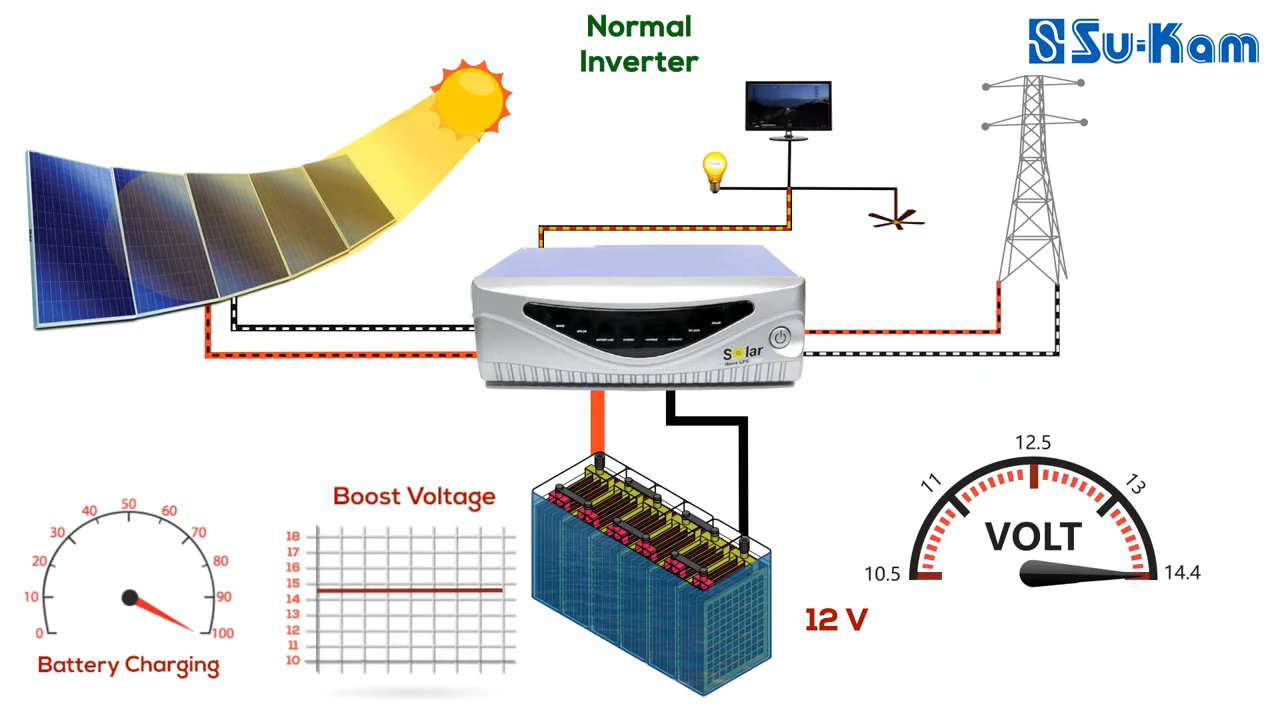 Normal
Inverter
Su-Kam
Solar
Home UPS
12.5
11
13
VOLT
10.5
14.4
12 V
Boost Voltage
18
17
16
15
14
13
12
11
10
50
40
60
30
70
20
80
10
90
0
100
Battery Charging